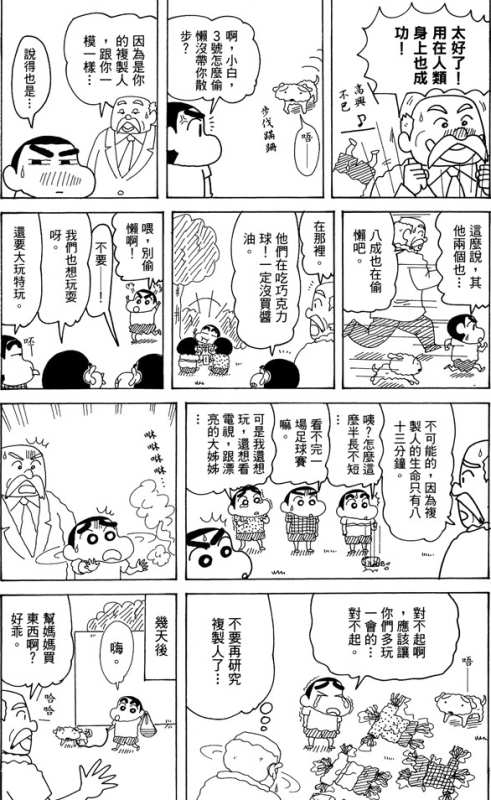 太好了！
用在人類
身上也成
功！
高興
不已
♪
唔…
步伐蹣跚
啊，小白，
3號怎麼偷
懶沒帶你散
步？
因為是你
的複製人
，跟你一
模一樣…
說得也是…
這麼說，其
他兩個也…
八成也在偷
懶吧。
在那裡。
他們在吃巧克力
球！一定沒買醬
油。
喂，別偷
懶啊！
不要——！
我們也想玩耍
呀。
還要大玩特玩。
呸
不可能的，因為複
製人的生命只有八
十三分鐘。
咦？怎麼這
麼半長不短
…
看不完一
場足球賽
嘛。
可是我還想
玩，還想看
電視，跟漂
亮的大姊姊
…
咻咻咻咻…
唔…
對不起啊
，應該讓
你們多玩
一會的…
對不起。
不要再研究
複製人了…
幾天後
嗨。
幫媽媽買
東西啊？
好乖。
哈哈